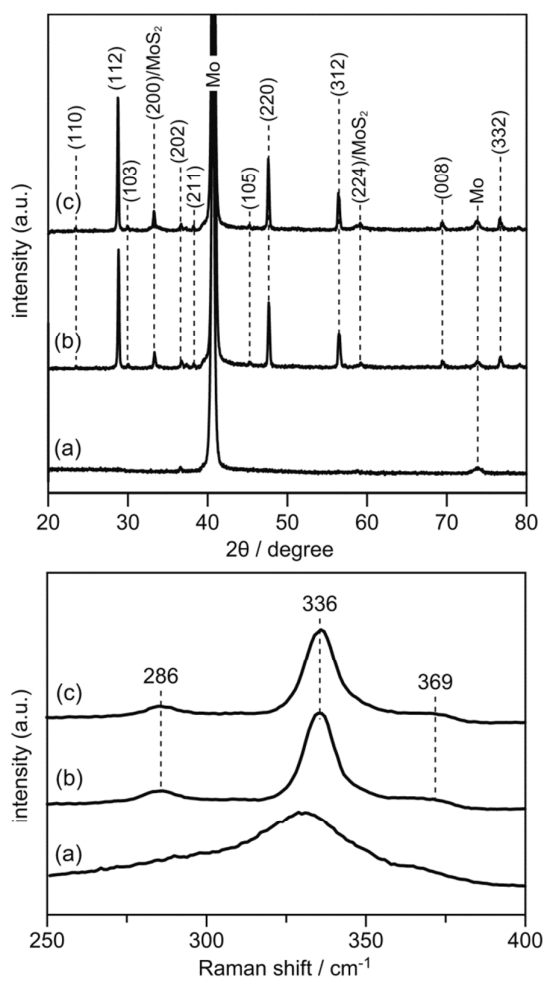 (110)
(112)
(103)
(200)/MoS₂
(202)
(211)
Mo
(105)
(220)
(312)
(224)/MoS₂
(008)
Mo
(332)
(c)
(b)
(a)
intensity (a.u.)
20 30 40 50 60 70 80
2θ / degree
336
286
369
(c)
(b)
(a)
intensity (a.u.)
250 300 350 400
Raman shift / cm⁻¹